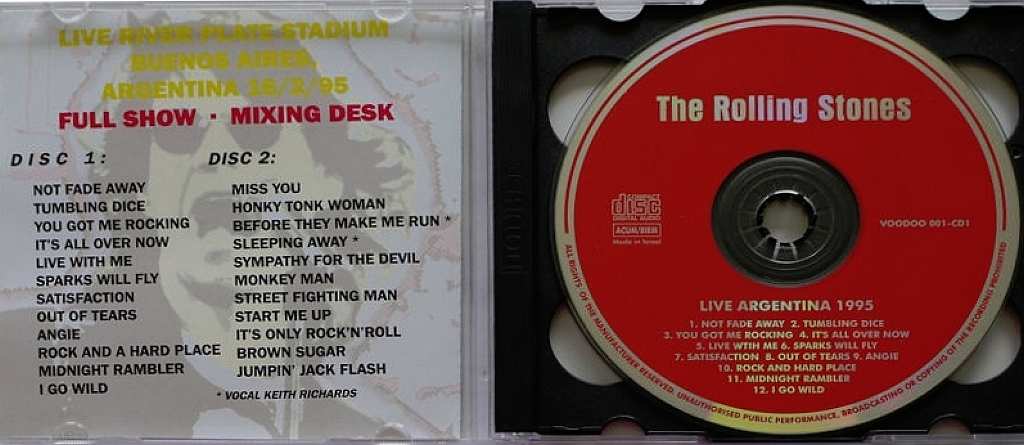 LIVE RIVER PLATE STADIUM
BUENOS AIRES,
ARGENTINA 16/2/95
FULL SHOW · MIXING DESK
DISC 1:
NOT FADE AWAY
TUMBLING DICE
YOU GOT ME ROCKING
IT'S ALL OVER NOW
LIVE WITH ME
SPARKS WILL FLY
SATISFACTION
OUT OF TEARS
ANGIE
ROCK AND A HARD PLACE
MIDNIGHT RAMBLER
I GO WILD
DISC 2:
MISS YOU
HONKY TONK WOMAN
BEFORE THEY MAKE ME RUN *
SLEEPING AWAY *
SYMPATHY FOR THE DEVIL
MONKEY MAN
STREET FIGHTING MAN
START ME UP
IT'S ONLY ROCK'N'ROLL
BROWN SUGAR
JUMPIN' JACK FLASH
* VOCAL KEITH RICHARDS
The Rolling Stones
COMPACT
disc
DIGITAL AUDIO
ACUM/BIEM
Made in Israel
VOODOO 001-CD1
LIVE ARGENTINA 1995
1. NOT FADE AWAY 2. TUMBLING DICE
3. YOU GOT ME ROCKING 4. IT'S ALL OVER NOW
5. LIVE WTIH ME 6. SPARKS WILL FLY
7. SATISFACTION 8. OUT OF TEARS 9. ANGIE
10. ROCK AND HARD PLACE
11. MIDNIGHT RAMBLER
12. I GO WILD
ALL RIGHTS OF THE MANUFACTURER RESERVED. UNAUTHORISED PUBLIC PERFORMANCE, BROADCASTING OR COPYING OF THE RECORDING PROHIBITED